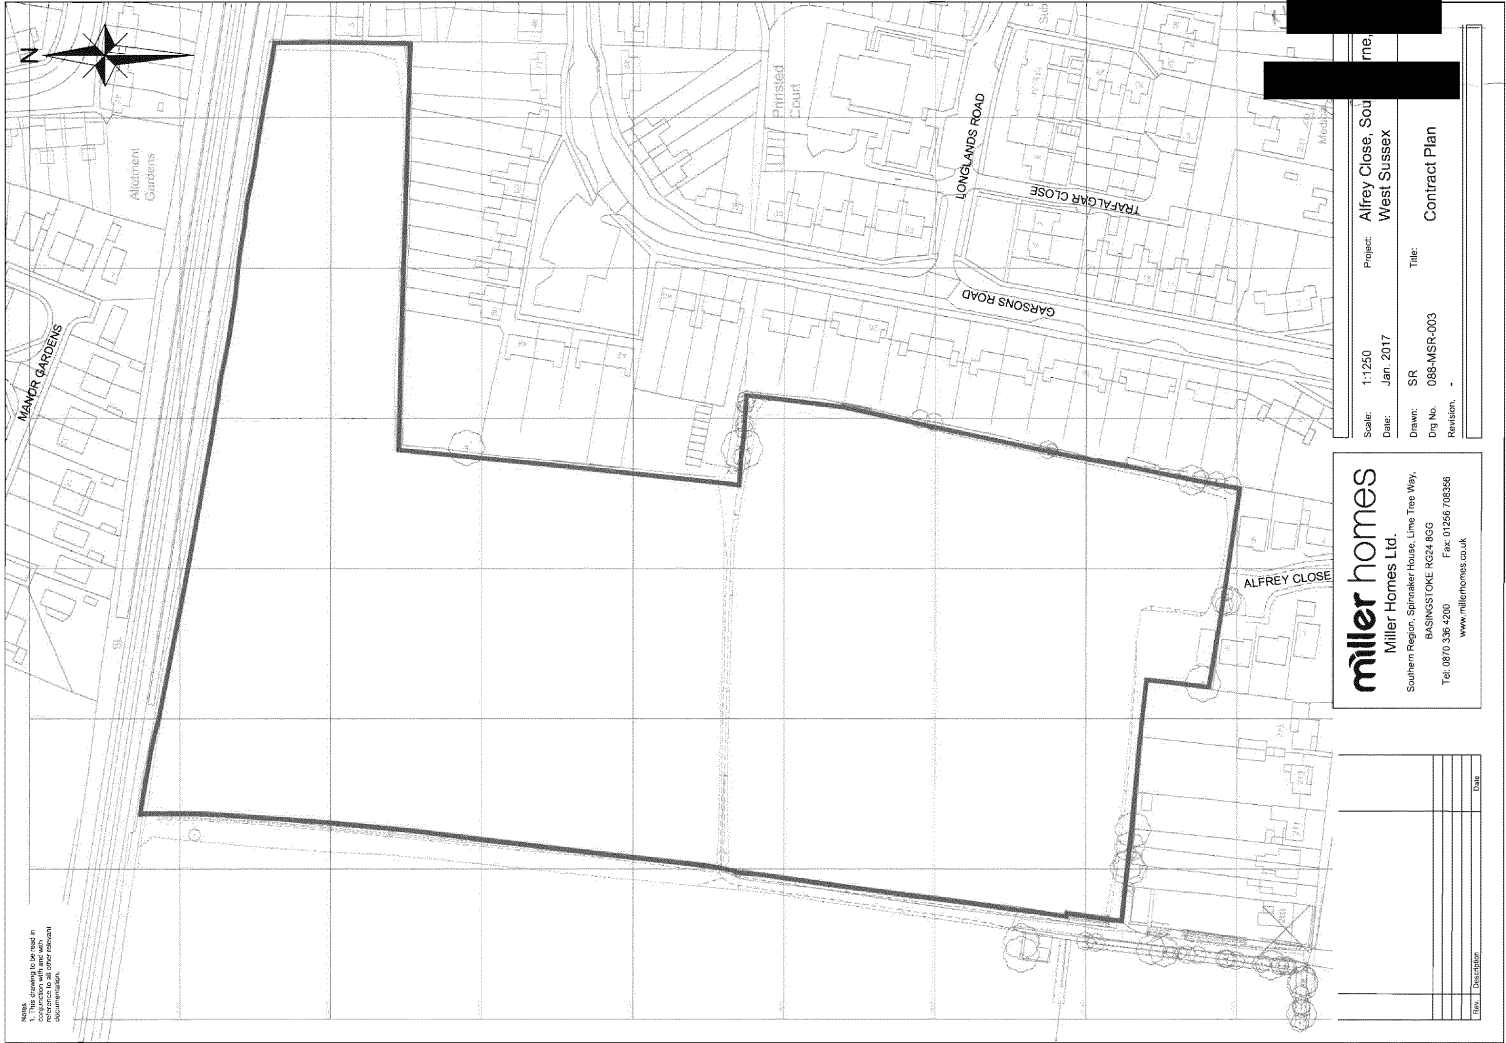 N
Allotment
Gardens
MANOR GARDENS
SL
Prinsted
Court
LONGLANDS ROAD
TRAFALGAR CLOSE
GARSONS ROAD
ALFREY CLOSE
Notes
1. This drawing to be read in
conjunction with and with
reference to all other relevant
documentation.
Project: Alfrey Close, Sou rne,
West Sussex
Title: Contract Plan
Scale: 1:1250
Date: Jan. 2017
Drawn: SR
Drg No. 088-MSR-003
Revision. -
miller homes
Miller Homes Ltd.
Southern Region, Spinnaker House, Lime Tree Way,
BASINGSTOKE RG24 8GG
Tel: 0870 336 4200 Fax: 01256 708356
www.millerhomes.co.uk
Rev. Description Date